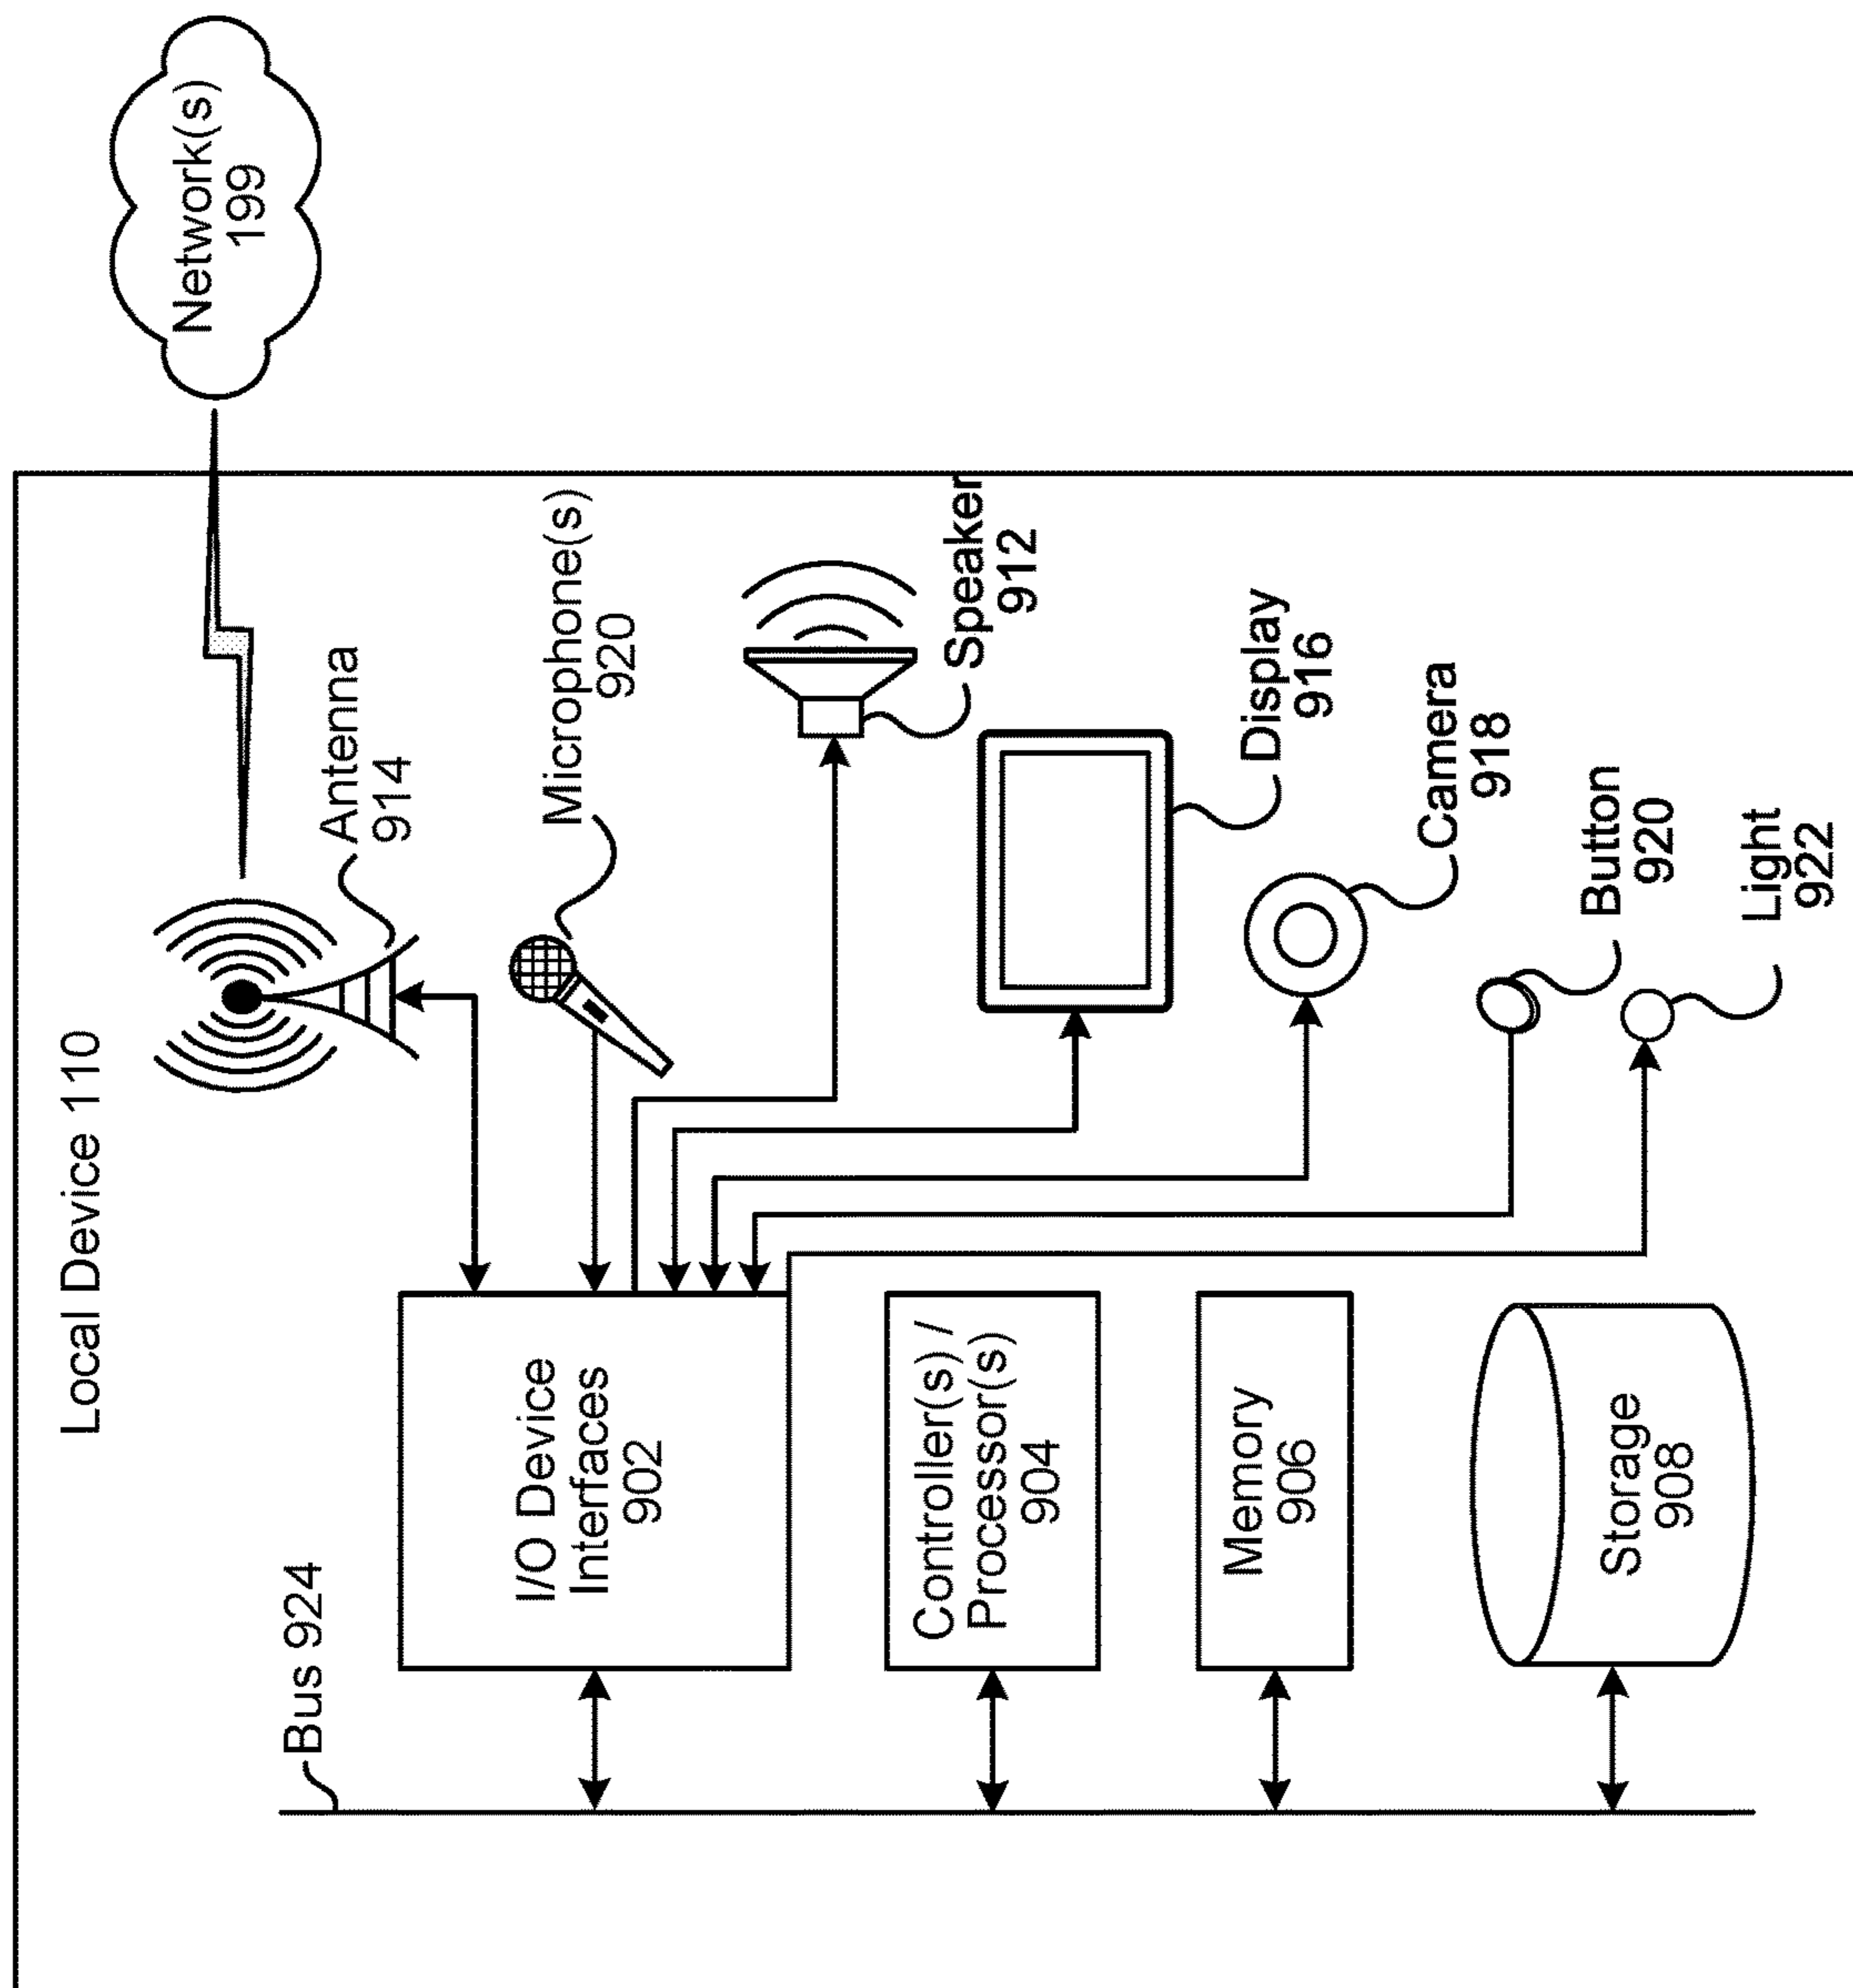 Local Device 110
Bus 924
I/O Device
Interfaces
902
Antenna
914
Network(s)
199
Microphone(s)
920
Speaker
912
Controller(s) /
Processor(s)
904
Display
916
Memory
906
Camera
918
Storage
908
Button
920
Light
922